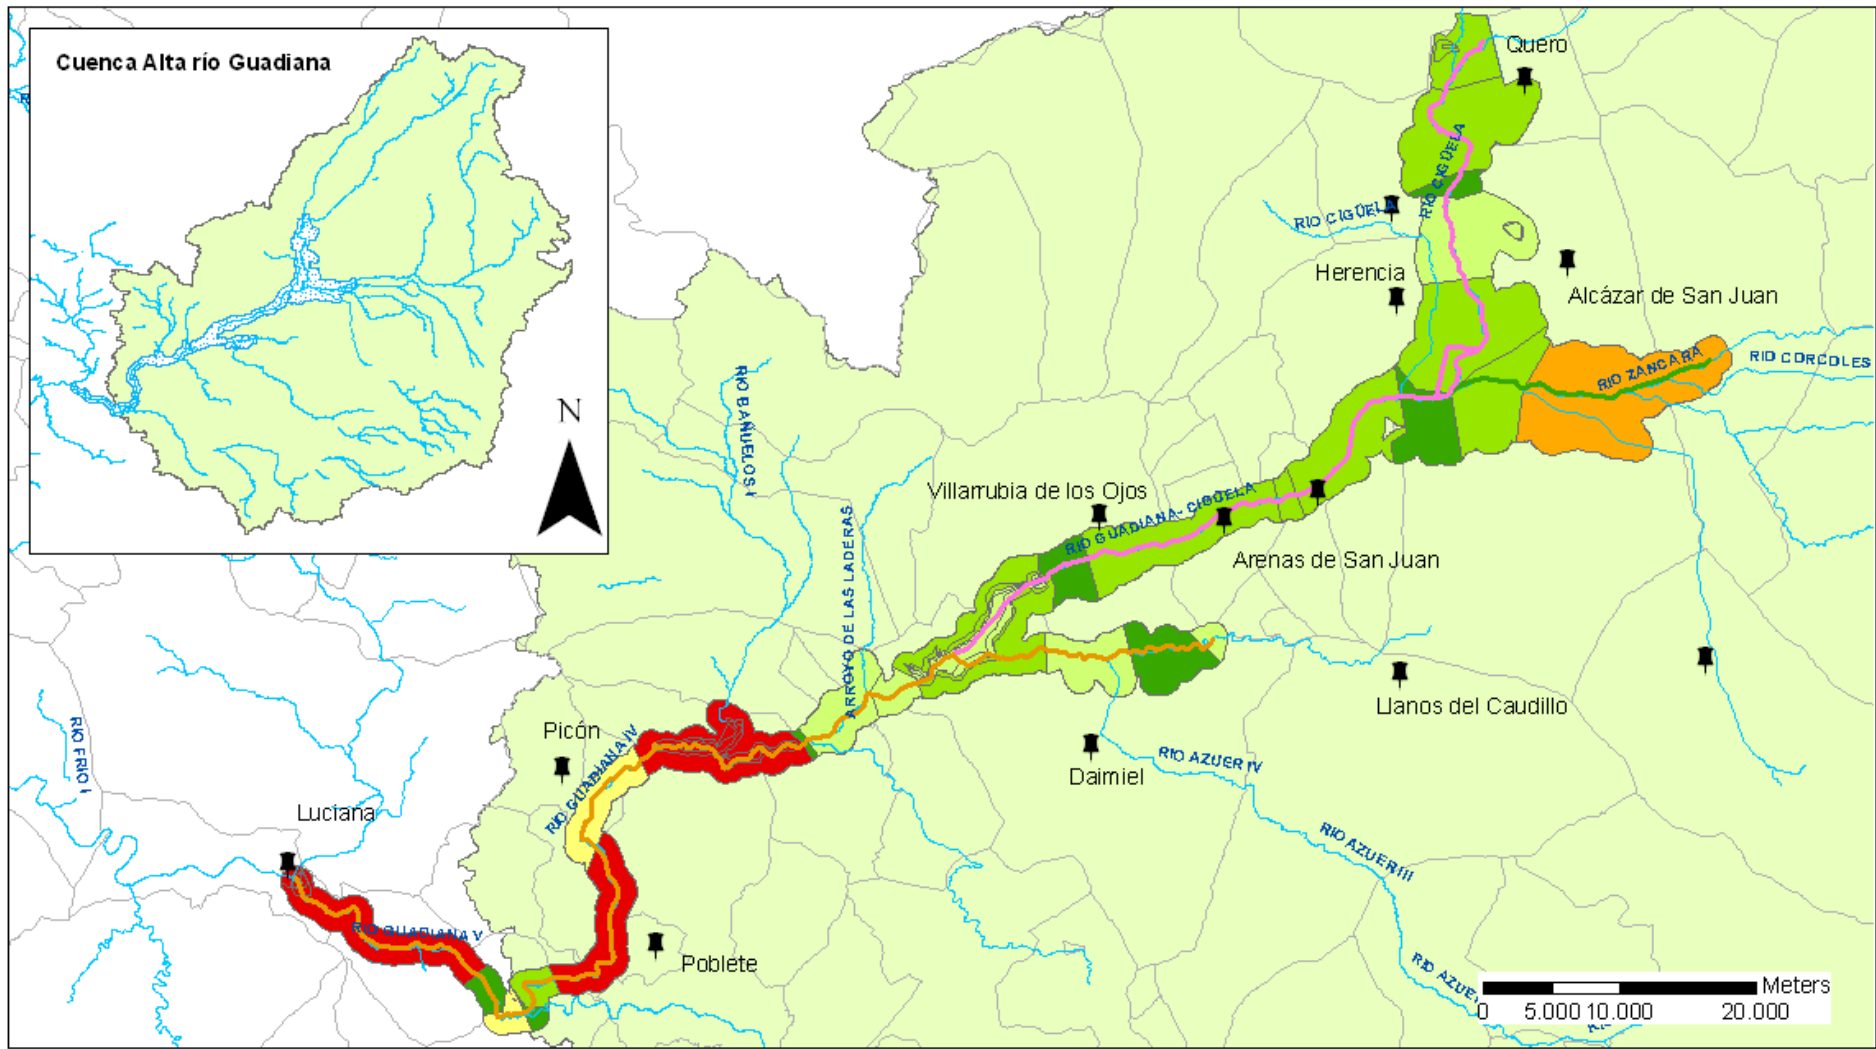 Cuenca Alta río Guadiana
N
Quero
RIO CIGÜELA
RIO CIGÜELA
Herencia
Alcázar de San Juan
RIO ZANCARA
RIO CORCOLES
RIO BAÑUELOS I
Villarrubia de los Ojos
RIO GUADIANA- CIGÜELA
Arenas de San Juan
ARROYO DE LAS LADERAS
Llanos del Caudillo
Picón
RIO GUADIANA IV
Daimiel
RIO AZUER IV
RIO FRIO I
Luciana
RIO AZUER III
RIO GUADIANA V
Poblete
RIO AZUE
Meters
0 5.000 10.000 20.000